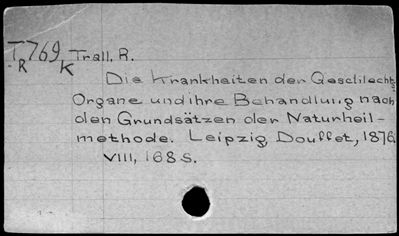 T769 Trall. R.
R K
Die Krankheiten der Geschlechts
Organe und ihre Behandlung nach
den Grundsätzen der Naturheil-
methode. Leipzig, Douffet, 1876,
VIII, 168 S.